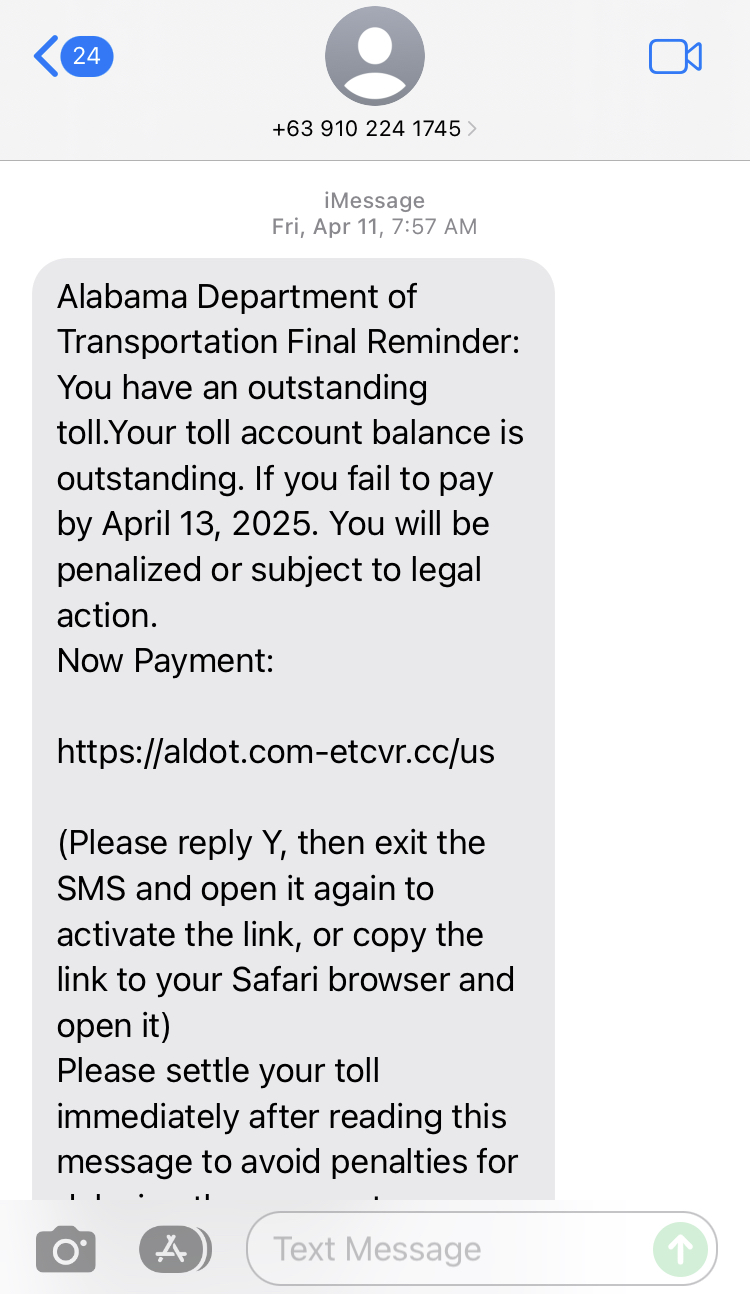 24
+63 910 224 1745
iMessage
Fri, Apr 11, 7:57 AM
Alabama Department of
Transportation Final Reminder:
You have an outstanding
toll.Your toll account balance is
outstanding. If you fail to pay
by April 13, 2025. You will be
penalized or subject to legal
action.
Now Payment:
https://aldot.com-etcvr.cc/us
(Please reply Y, then exit the
SMS and open it again to
activate the link, or copy the
link to your Safari browser and
open it)
Please settle your toll
immediately after reading this
message to avoid penalties for
Text Message